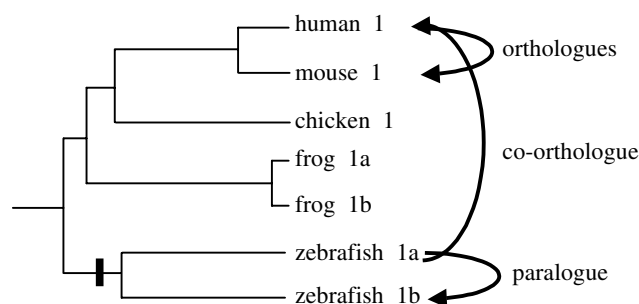 human 1
orthologues
mouse 1
chicken 1
co-orthologue
frog 1a
frog 1b
zebrafish 1a
paralogue
zebrafish 1b